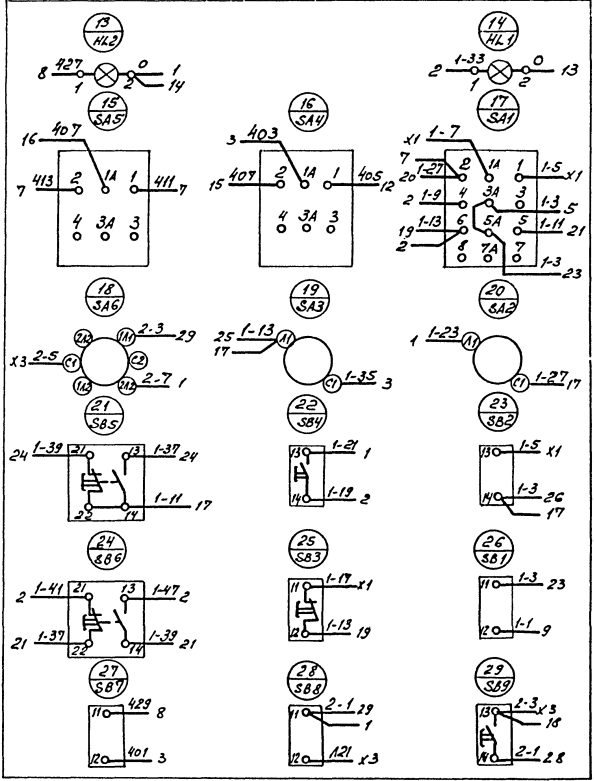 13
HL2
14
HL1
8 427 0 1
1 2 14
2 1-33 0 13
1 2
15
SA5
16
SA4
17
SA1
16 407
2 1A 1
7 413 411 7
4 3A 3
3 403
2 1A 1
15 407 405 12
4 3A 3
X1 1-7
7 2 1A 1 1-5 X1
20 1-27
2 1-9 4 3A 3 1-3 5
19 1-13 6 5A 5 1-11 21
2 8 7A 7 1-3 23
18
SA6
19
SA3
20
SA2
2Л2 1Л1 2-3 29
X3 2-5 C1 C2
1Л2 2Л2 2-7 1
25 1-13 Л1
17
C1 1-35 3
1 1-23 Л1
C1 1-27 17
21
SB5
22
SB4
23
SB2
24 1-39 21 13 1-37 24
22 14 1-11 17
13 1-21 1
14 1-19 2
13 1-5 X1
14 1-3 26
17
24
SB6
25
SB3
26
SB1
2 1-41 21 13 1-47 2
21 1-37 22 14 1-39 21
11 1-17 X1
12 1-13 19
11 1-3 23
12 1-1 9
27
SB7
28
SB8
29
SB9
11 429 8
12 401 3
11 2-1 29
1
12 Л21 X3
13 2-3 X3
18
14 2-1 28